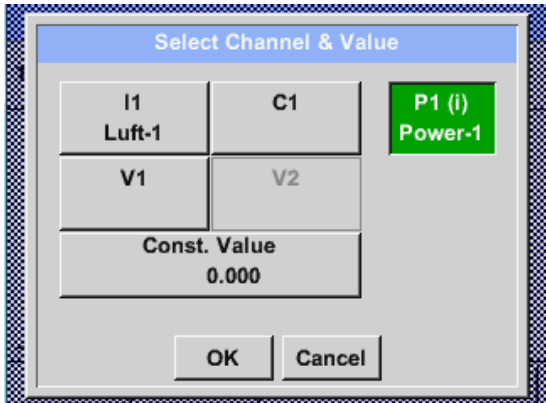 Select Channel & Value
I1
Luft-1
C1
P1 (i)
Power-1
V1
V2
Const. Value
0.000
OK
Cancel